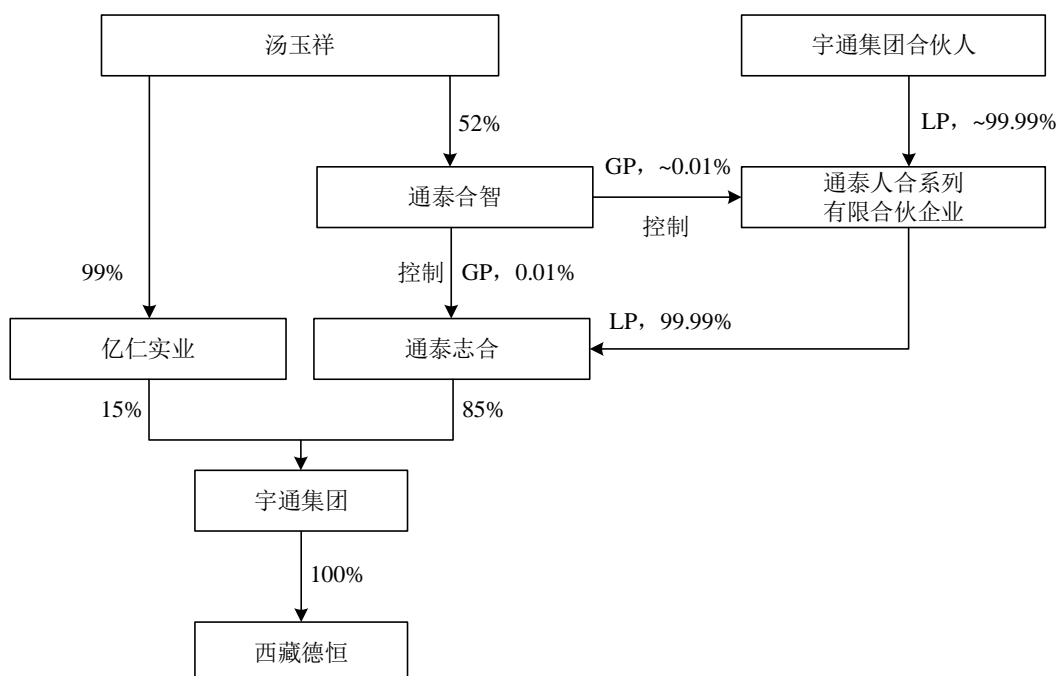 汤玉祥
宇通集团合伙人
52%
LP，~99.99%
GP，~0.01%
通泰合智
通泰人合系列
有限合伙企业
控制
99%
控制
GP，0.01%
LP，99.99%
亿仁实业
通泰志合
15%
85%
宇通集团
100%
西藏德恒